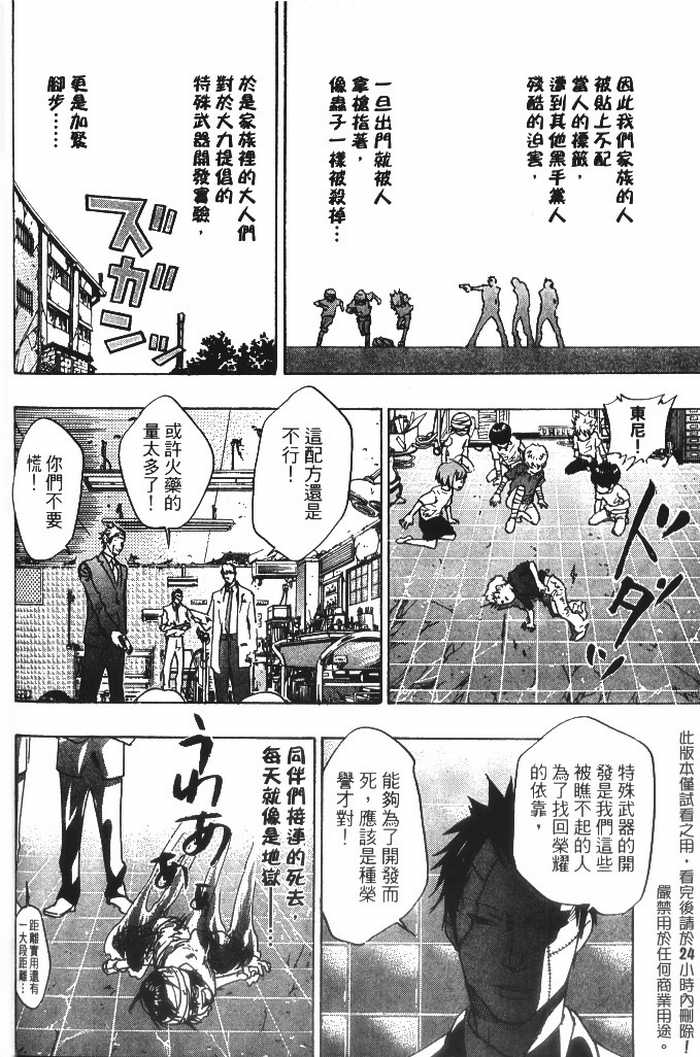 因此我們家族的人
被貼上不配
當人的標籤
遭到其他黑手黨人
殘酷的迫害，
一旦出門就被人
拿槍指著，
像蟲子一樣被殺掉…
於是家族裡的大人們
對於大力提倡的
特殊武器開發實驗，
更是加緊
腳步……
ズガンッ
東尼！
ドダンッ
這配方還是
不行！
或許火藥的
量太多了！
你們不要
慌！
特殊武器的開
發是我們這些
被瞧不起的人
為了找回榮耀
的依靠，
能夠為了開發而
死，應該是種榮
譽才對！
同伴們接連的死去，
每天就像是地獄……
うわああ
距離實用還有
一大段距離…
此版本僅試看之用，看完後請於24小時內刪除！
嚴禁用於任何商業用途。